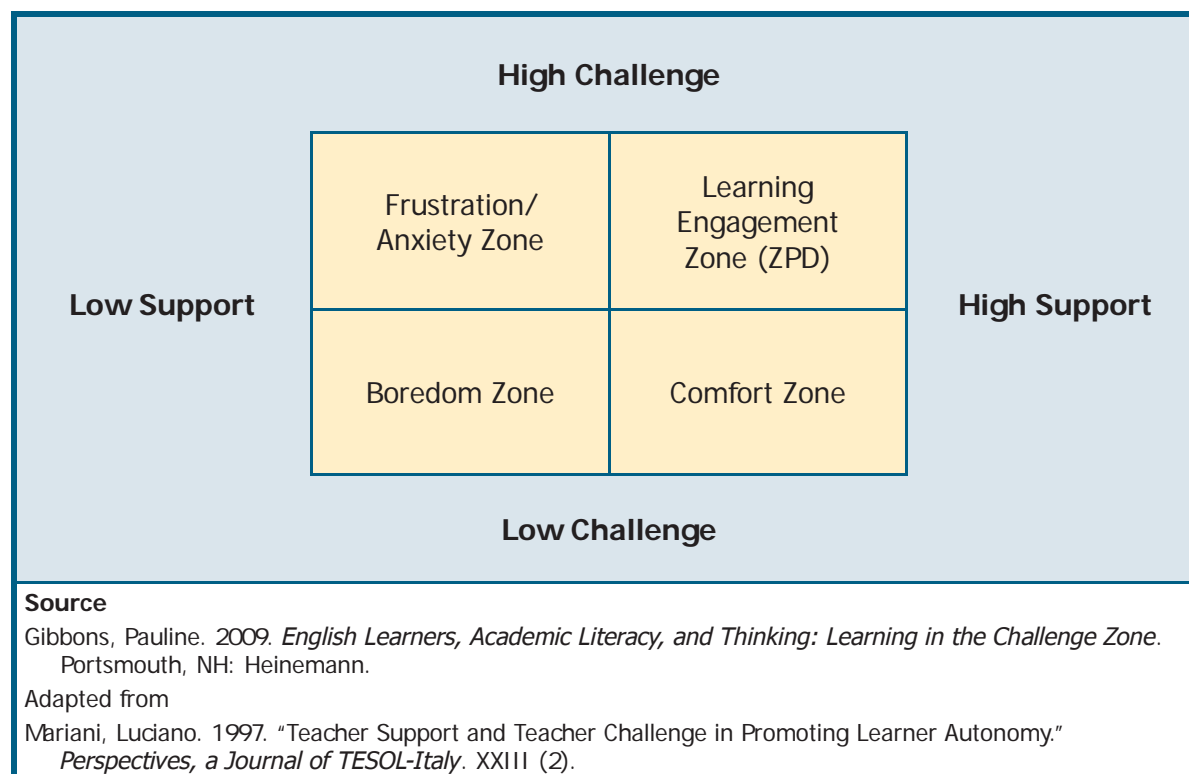 High Challenge
Frustration/
Anxiety Zone
Learning
Engagement
Zone (ZPD)
Low Support
High Support
Boredom Zone
Comfort Zone
Low Challenge
Source
Gibbons, Pauline. 2009. English Learners, Academic Literacy, and Thinking: Learning in the Challenge Zone.
Portsmouth, NH: Heinemann.
Adapted from
Mariani, Luciano. 1997. “Teacher Support and Teacher Challenge in Promoting Learner Autonomy.”
Perspectives, a Journal of TESOL-Italy. XXIII (2).